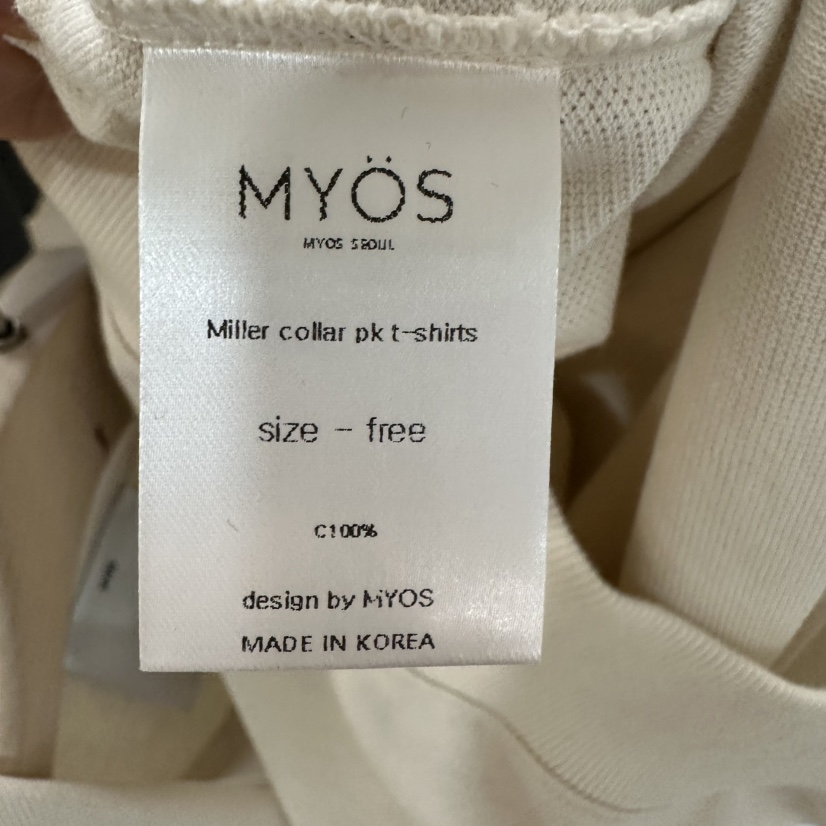 MYÖS
MYOS SEOUL
Miller collar pk t-shirts
size - free
C100%
design by MYOS
MADE IN KOREA